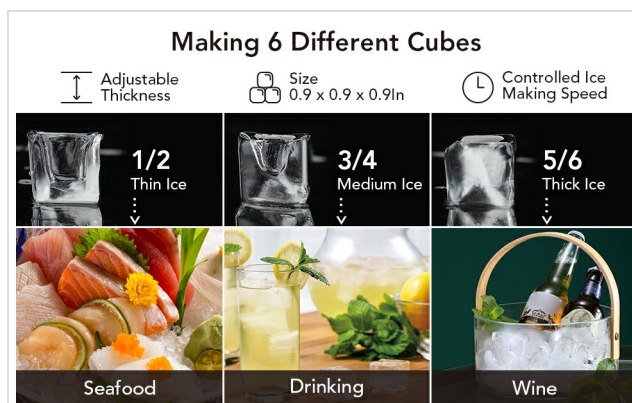 Making 6 Different Cubes
Adjustable
Thickness
Size
0.9 x 0.9 x 0.9In
Controlled Ice
Making Speed
1/2
Thin Ice
3/4
Medium Ice
5/6
Thick Ice
Seafood
Drinking
Wine